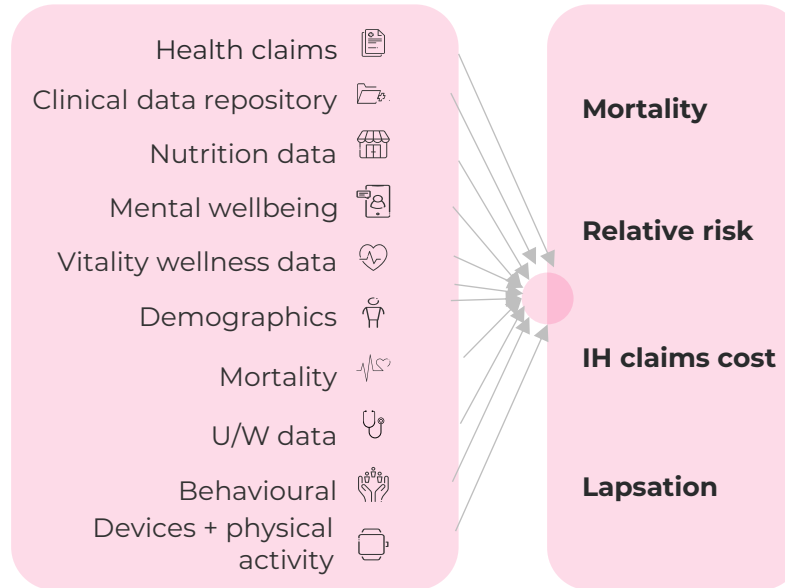 Health claims
Clinical data repository
Nutrition data
Mental wellbeing
Vitality wellness data
Demographics
Mortality
U/W data
Behavioural
Devices + physical
activity
Mortality
Relative risk
IH claims cost
Lapsation